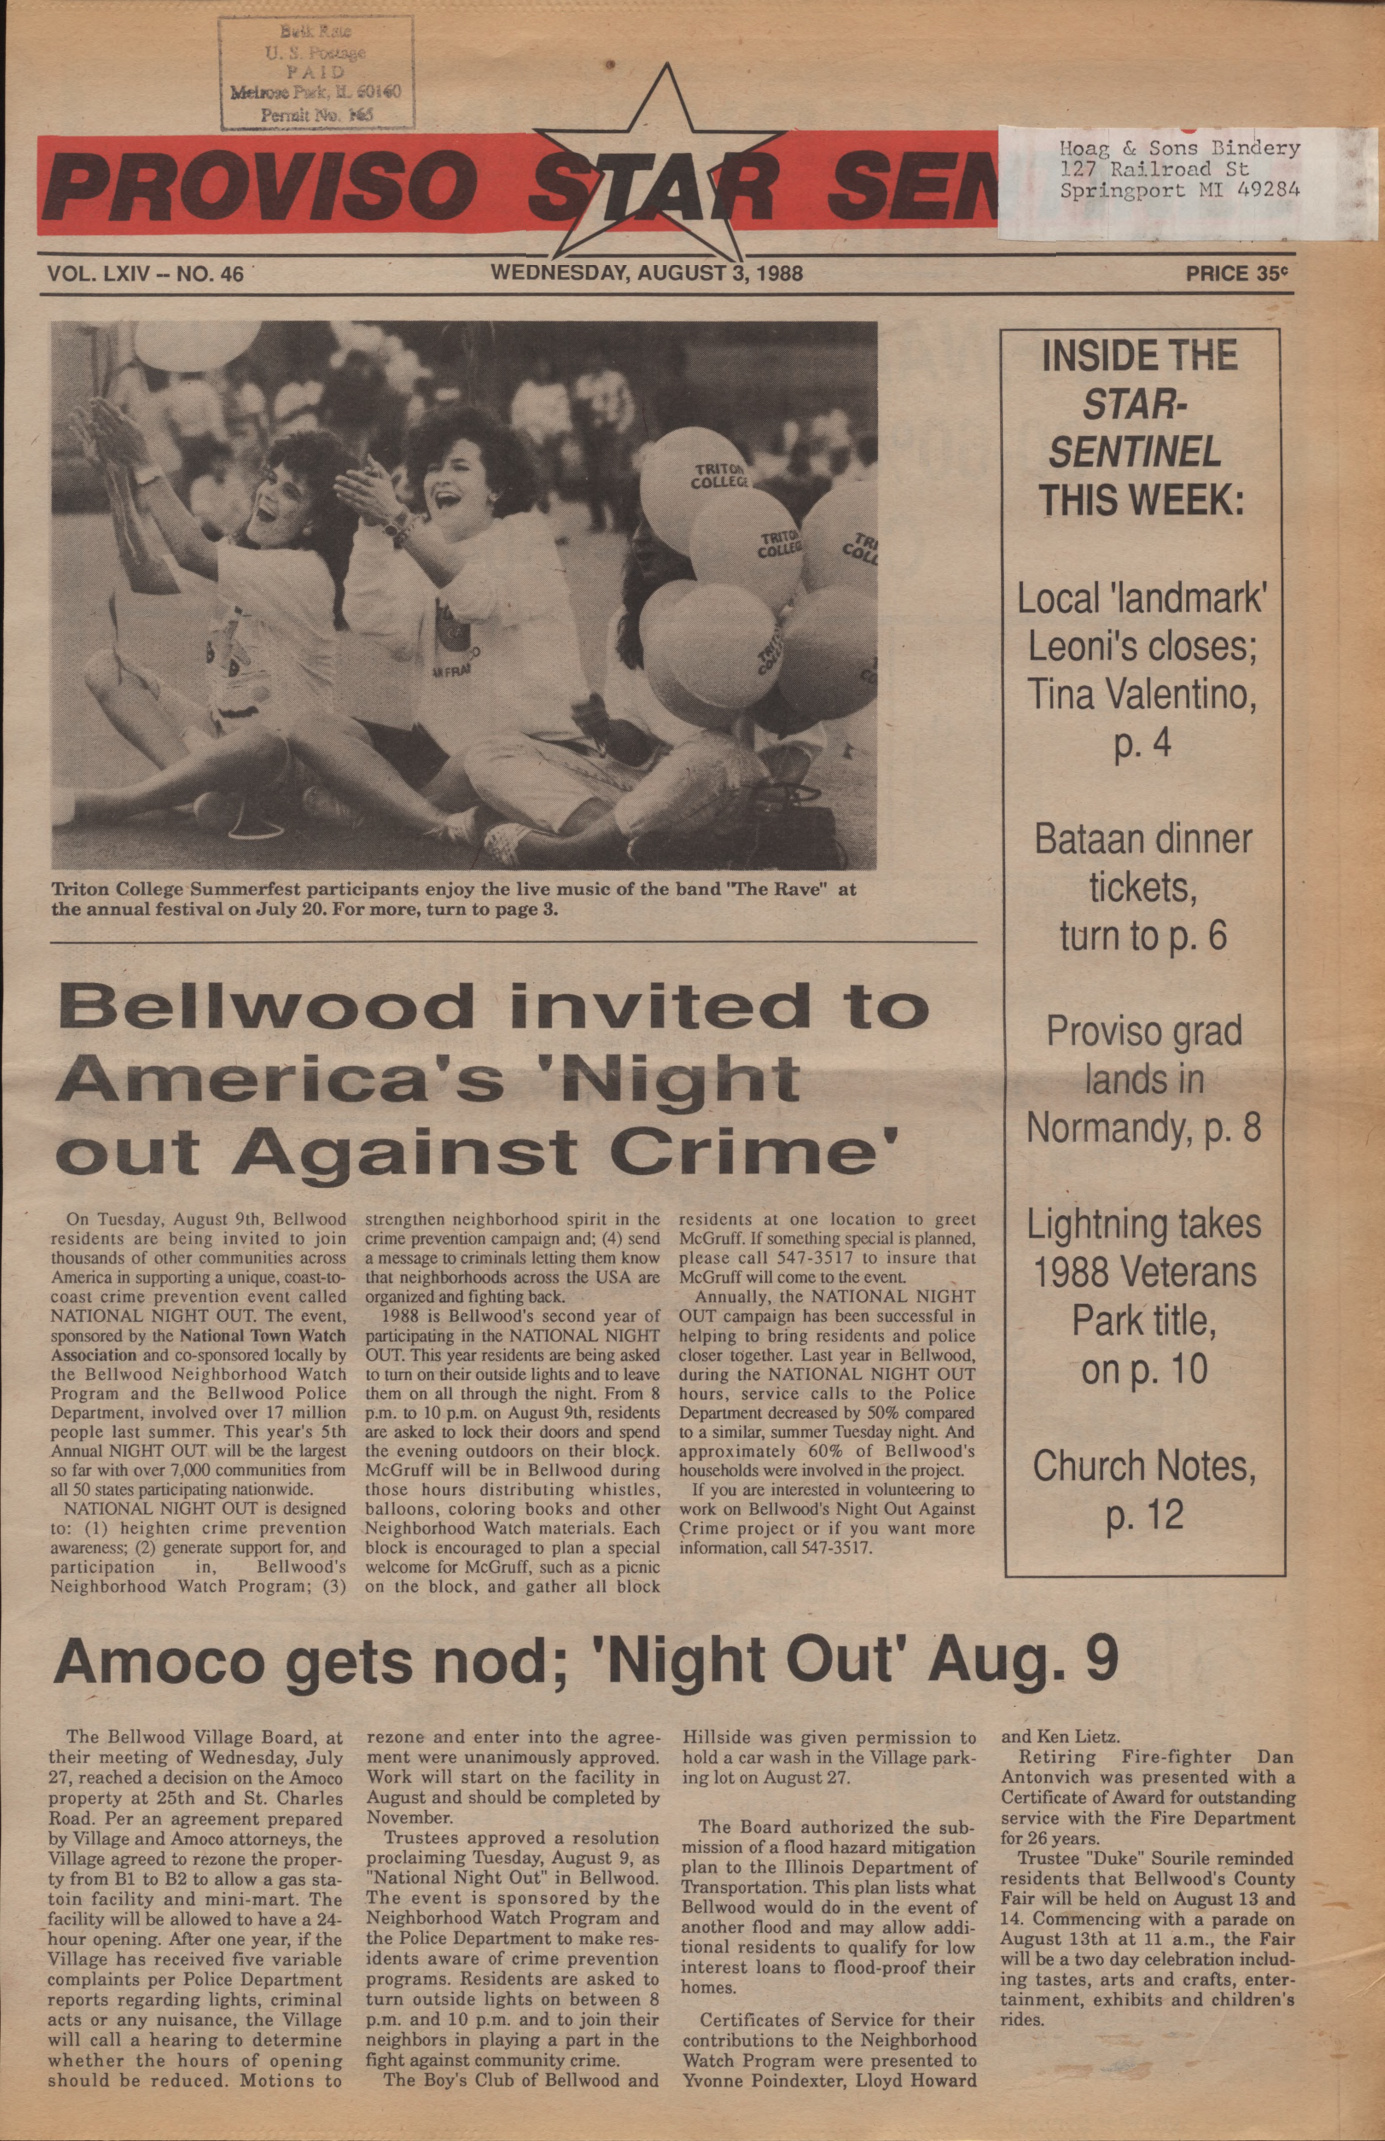 Bulk Rate
U. S. Postage
PAID
Melrose Park, IL 60160
Permit No. 165
PROVISO STAR SEN
Hoag & Sons Bindery
127 Railroad St
Springport MI 49284
VOL. LXIV -- NO. 46
WEDNESDAY, AUGUST 3, 1988
PRICE 35¢
TRITON
COLLEGE
TRITON
COLLEGE
TRI
COLL
TRITON
COLL
CO
AN FRAN
Triton College Summerfest participants enjoy the live music of the band "The Rave" at
the annual festival on July 20. For more, turn to page 3.
INSIDE THE
STAR-
SENTINEL
THIS WEEK:
Local 'landmark'
Leoni's closes;
Tina Valentino,
p. 4
Bataan dinner
tickets,
turn to p. 6
Proviso grad
lands in
Normandy, p. 8
Lightning takes
1988 Veterans
Park title,
on p. 10
Church Notes,
p. 12
Bellwood invited to
America's 'Night
out Against Crime'
On Tuesday, August 9th, Bellwood
residents are being invited to join
thousands of other communities across
America in supporting a unique, coast-to-
coast crime prevention event called
NATIONAL NIGHT OUT. The event,
sponsored by the National Town Watch
Association and co-sponsored locally by
the Bellwood Neighborhood Watch
Program and the Bellwood Police
Department, involved over 17 million
people last summer. This year's 5th
Annual NIGHT OUT will be the largest
so far with over 7,000 communities from
all 50 states participating nationwide.
NATIONAL NIGHT OUT is designed
to: (1) heighten crime prevention
awareness; (2) generate support for, and
participation in, Bellwood's
Neighborhood Watch Program; (3)
strengthen neighborhood spirit in the
crime prevention campaign and; (4) send
a message to criminals letting them know
that neighborhoods across the USA are
organized and fighting back.
1988 is Bellwood's second year of
participating in the NATIONAL NIGHT
OUT. This year residents are being asked
to turn on their outside lights and to leave
them on all through the night. From 8
p.m. to 10 p.m. on August 9th, residents
are asked to lock their doors and spend
the evening outdoors on their block.
McGruff will be in Bellwood during
those hours distributing whistles,
balloons, coloring books and other
Neighborhood Watch materials. Each
block is encouraged to plan a special
welcome for McGruff, such as a picnic
on the block, and gather all block
residents at one location to greet
McGruff. If something special is planned,
please call 547-3517 to insure that
McGruff will come to the event.
Annually, the NATIONAL NIGHT
OUT campaign has been successful in
helping to bring residents and police
closer together. Last year in Bellwood,
during the NATIONAL NIGHT OUT
hours, service calls to the Police
Department decreased by 50% compared
to a similar, summer Tuesday night. And
approximately 60% of Bellwood's
households were involved in the project.
If you are interested in volunteering to
work on Bellwood's Night Out Against
Crime project or if you want more
information, call 547-3517.
Amoco gets nod; 'Night Out' Aug. 9
The Bellwood Village Board, at
their meeting of Wednesday, July
27, reached a decision on the Amoco
property at 25th and St. Charles
Road. Per an agreement prepared
by Village and Amoco attorneys, the
Village agreed to rezone the proper-
ty from B1 to B2 to allow a gas sta-
toin facility and mini-mart. The
facility will be allowed to have a 24-
hour opening. After one year, if the
Village has received five variable
complaints per Police Department
reports regarding lights, criminal
acts or any nuisance, the Village
will call a hearing to determine
whether the hours of opening
should be reduced. Motions to
rezone and enter into the agree-
ment were unanimously approved.
Work will start on the facility in
August and should be completed by
November.
Trustees approved a resolution
proclaiming Tuesday, August 9, as
"National Night Out" in Bellwood.
The event is sponsored by the
Neighborhood Watch Program and
the Police Department to make res-
idents aware of crime prevention
programs. Residents are asked to
turn outside lights on between 8
p.m. and 10 p.m. and to join their
neighbors in playing a part in the
fight against community crime.
The Boy's Club of Bellwood and
Hillside was given permission to
hold a car wash in the Village park-
ing lot on August 27.
The Board authorized the sub-
mission of a flood hazard mitigation
plan to the Illinois Department of
Transportation. This plan lists what
Bellwood would do in the event of
another flood and may allow addi-
tional residents to qualify for low
interest loans to flood-proof their
homes.
Certificates of Service for their
contributions to the Neighborhood
Watch Program were presented to
Yvonne Poindexter, Lloyd Howard
and Ken Lietz.
Retiring Fire-fighter Dan
Antonvich was presented with a
Certificate of Award for outstanding
service with the Fire Department
for 26 years.
Trustee "Duke" Sourile reminded
residents that Bellwood's County
Fair will be held on August 13 and
14. Commencing with a parade on
August 13th at 11 a.m., the Fair
will be a two day celebration includ-
ing tastes, arts and crafts, enter-
tainment, exhibits and children's
rides.